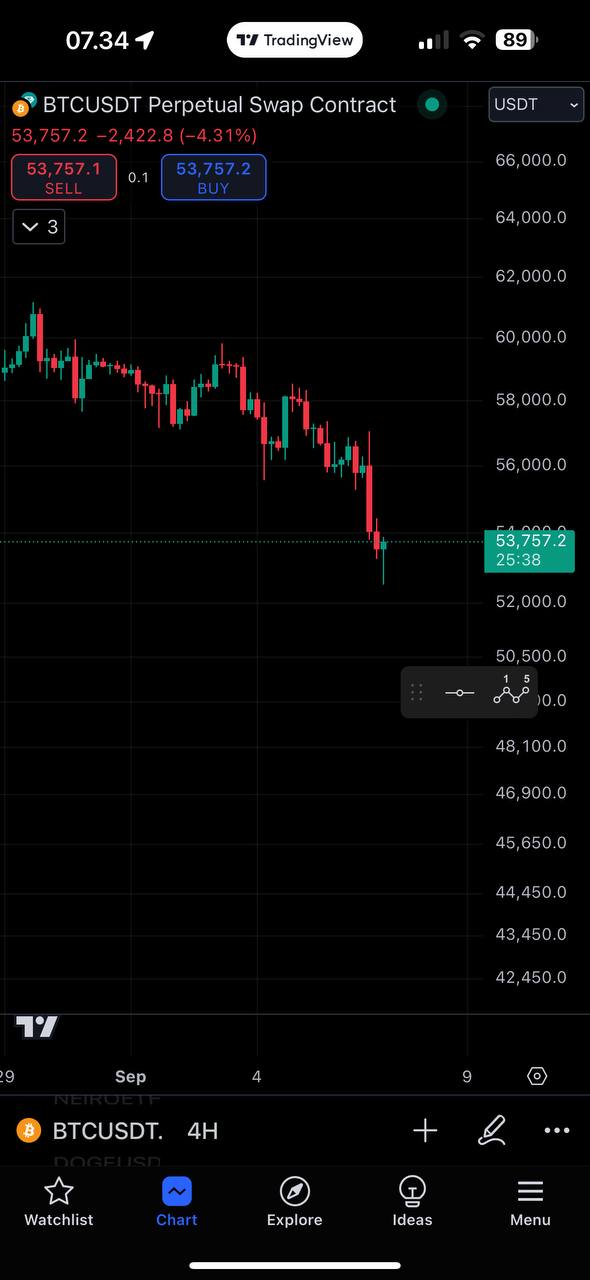 07.34
TradingView
89
BTCUSDT Perpetual Swap Contract
USDT
53,757.2 −2,422.8 (−4.31%)
53,757.1
SELL
0.1
53,757.2
BUY
3
66,000.0
64,000.0
62,000.0
60,000.0
58,000.0
56,000.0
54,000.0
53,757.2
25:38
52,000.0
50,500.0
1 5
00.0
48,100.0
46,900.0
45,650.0
44,450.0
43,450.0
42,450.0
29 Sep 4 9
NEIROETF
BTCUSDT. 4H
DOGEUSD
Watchlist Chart Explore Ideas Menu